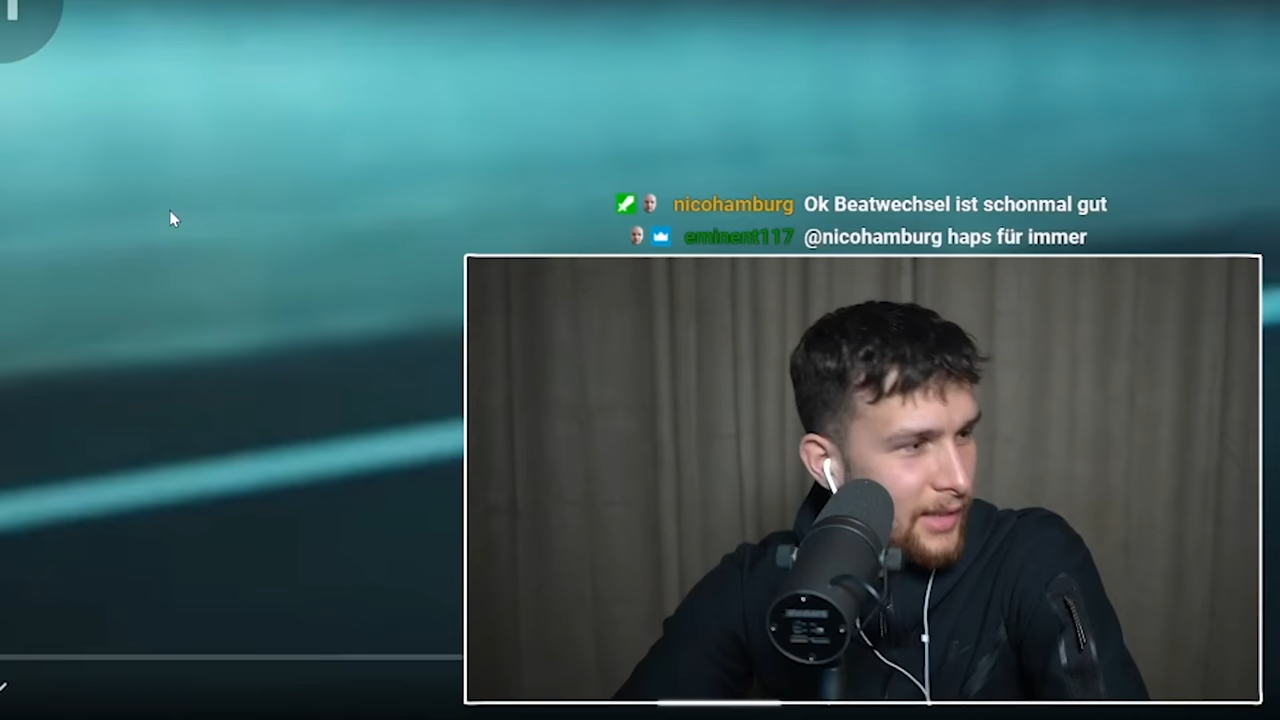 nicohamburg Ok Beatwechsel ist schonmal gut
eminent117 @nicohamburg haps für immer